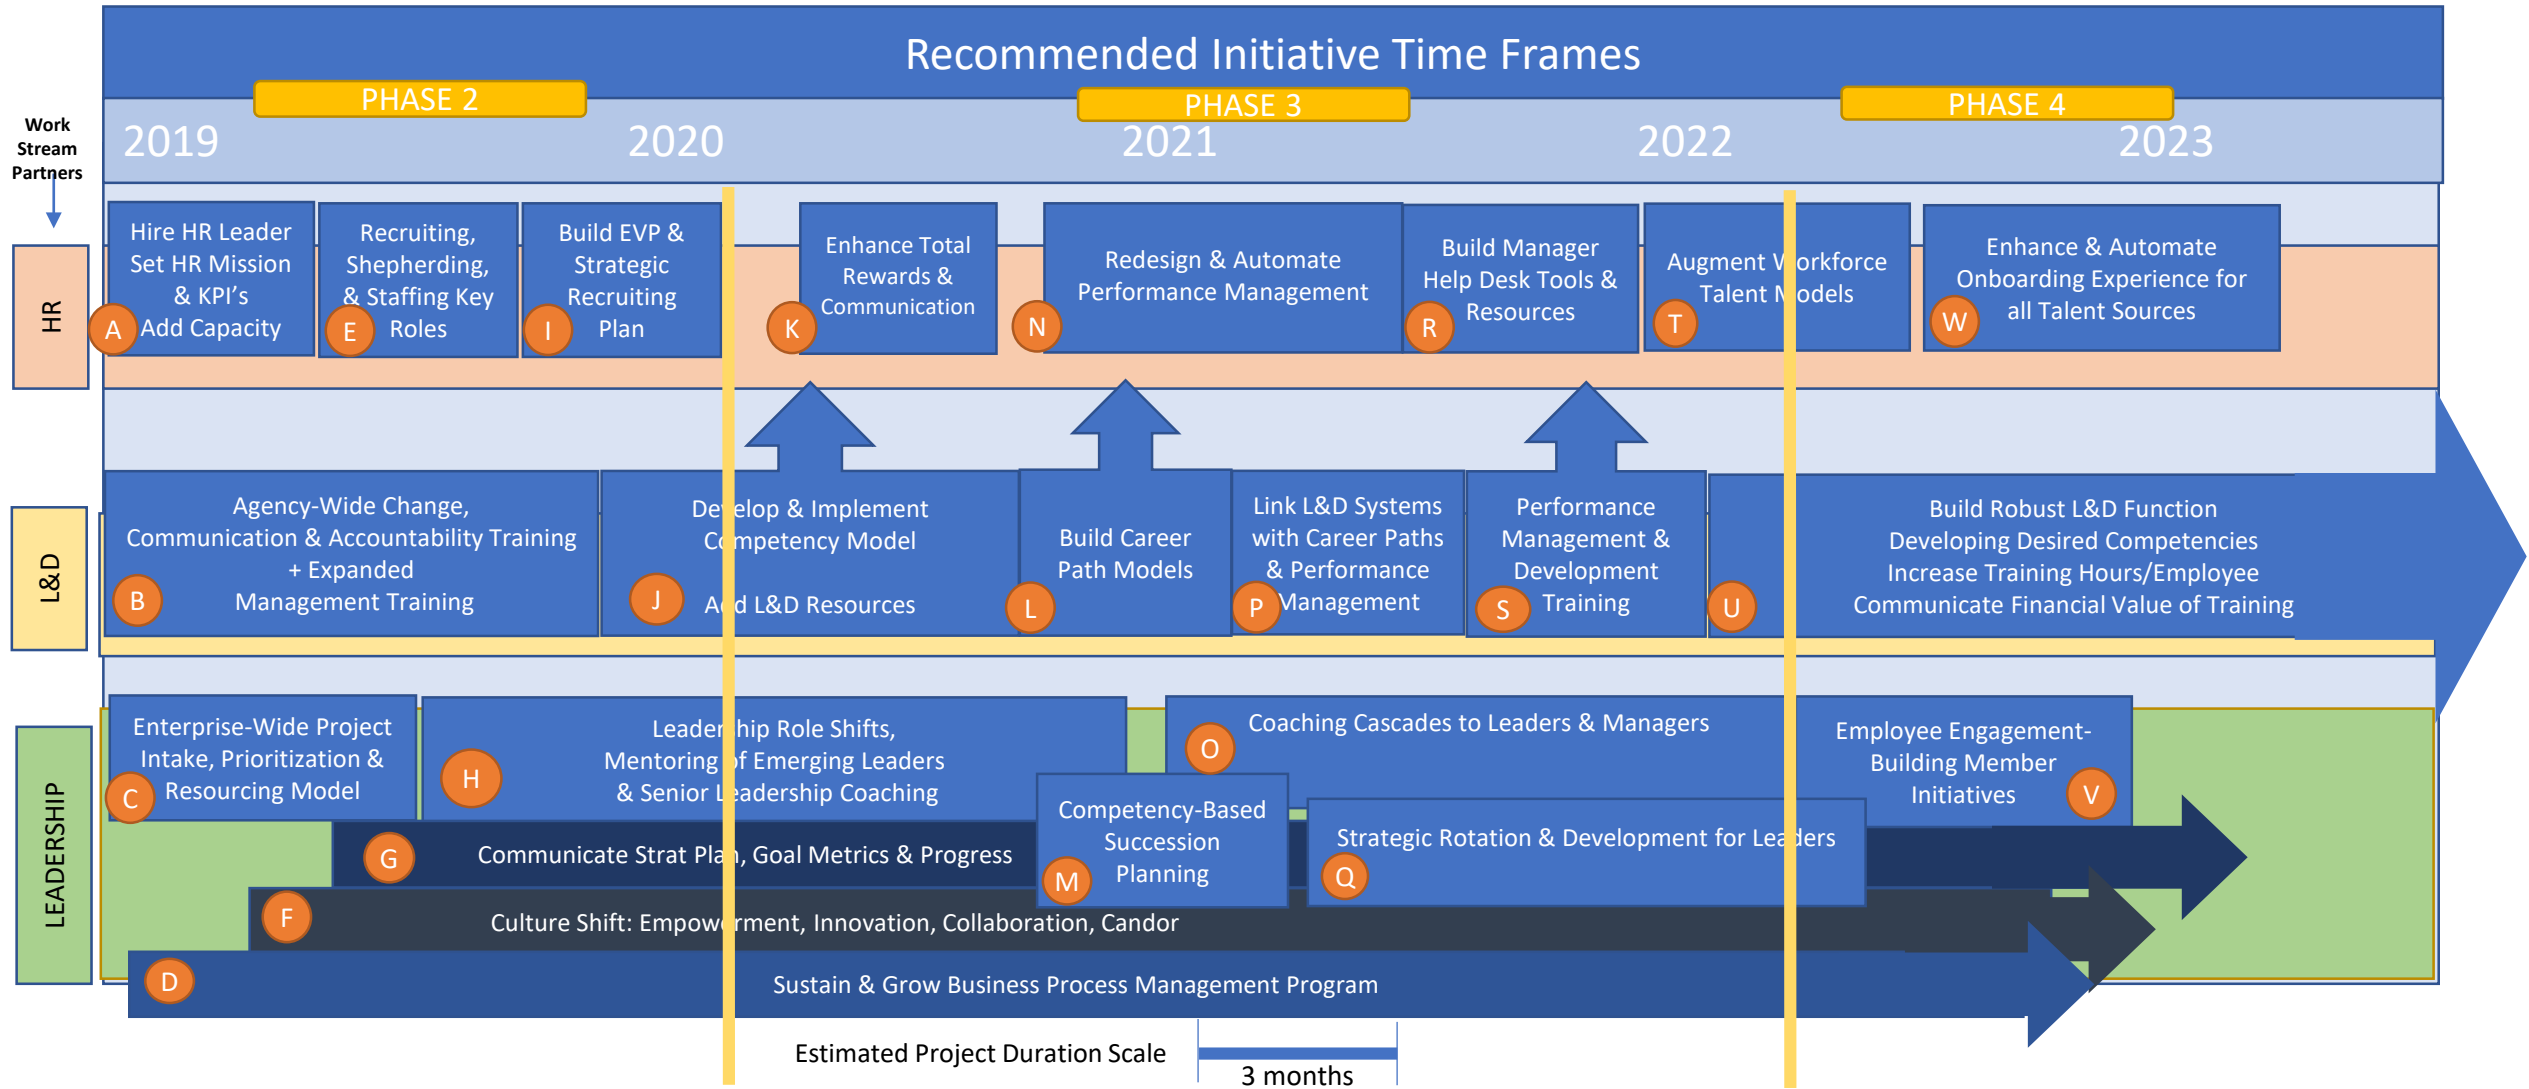 Recommended Initiative Time Frames
PHASE 2
PHASE 3
PHASE 4
2019
2020
2021
2022
2023
Work
Stream
Partners
HR
Hire HR Leader
Set HR Mission
& KPI's
Add Capacity
A
Recruiting,
Shepherding,
& Staffing Key
Roles
E
Build EVP &
Strategic
Recruiting
Plan
I
Enhance Total
Rewards &
Communication
K
Redesign & Automate
Performance Management
N
Build Manager
Help Desk Tools &
Resources
R
Augment Workforce
Talent Models
T
Enhance & Automate
Onboarding Experience for
all Talent Sources
W
L&D
Agency-Wide Change,
Communication & Accountability Training
+ Expanded
Management Training
B
Develop & Implement
Competency Model
Add L&D Resources
J
Build Career
Path Models
L
Link L&D Systems
with Career Paths
& Performance
Management
P
Performance
Management &
Development
Training
S
Build Robust L&D Function
Developing Desired Competencies
Increase Training Hours/Employee
Communicate Financial Value of Training
U
LEADERSHIP
Enterprise-Wide Project
Intake, Prioritization &
Resourcing Model
C
Leadership Role Shifts,
Mentoring of Emerging Leaders
& Senior Leadership Coaching
H
Coaching Cascades to Leaders & Managers
O
Employee Engagement-
Building Member
Initiatives
V
Communicate Strat Plan, Goal Metrics & Progress
G
Competency-Based
Succession
Planning
M
Strategic Rotation & Development for Leaders
Q
Culture Shift: Empowerment, Innovation, Collaboration, Candor
F
Sustain & Grow Business Process Management Program
D
Estimated Project Duration Scale
3 months